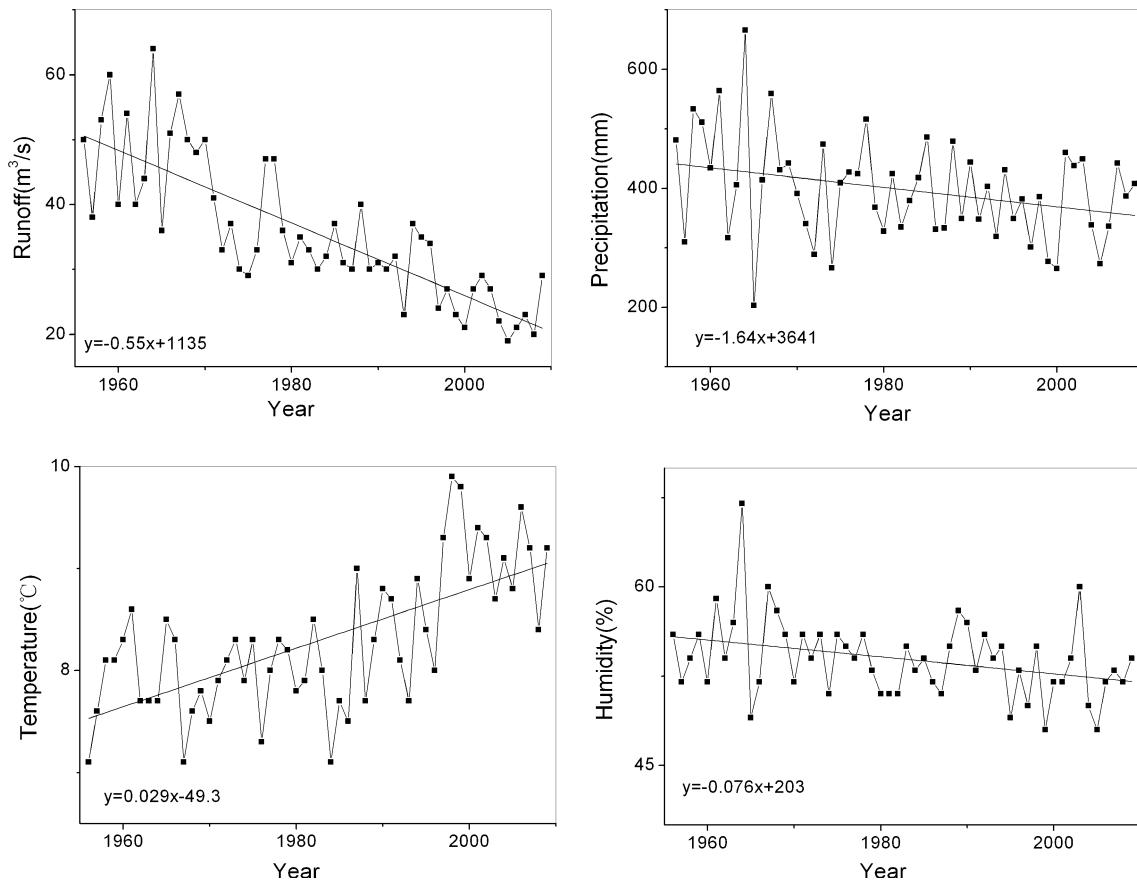 60
40
20
Runoff(m³/s)
y=-0.55x+1135
1960
1980
2000
Year
600
400
200
Precipitation(mm)
y=-1.64x+3641
1960
1980
2000
Year
10
8
Temperature(℃)
y=0.029x-49.3
1960
1980
2000
Year
60
45
Humidity(%)
y=-0.076x+203
1960
1980
2000
Year